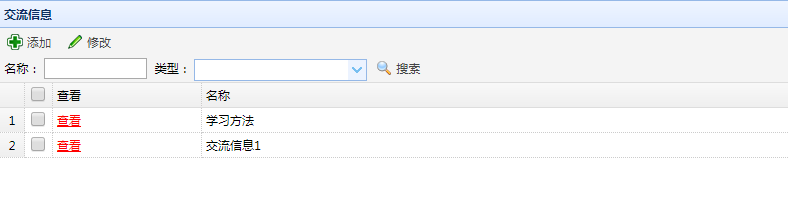 交流信息
添加 修改
名称： 类型： 搜索
查看 名称
1 查看 学习方法
2 查看 交流信息1